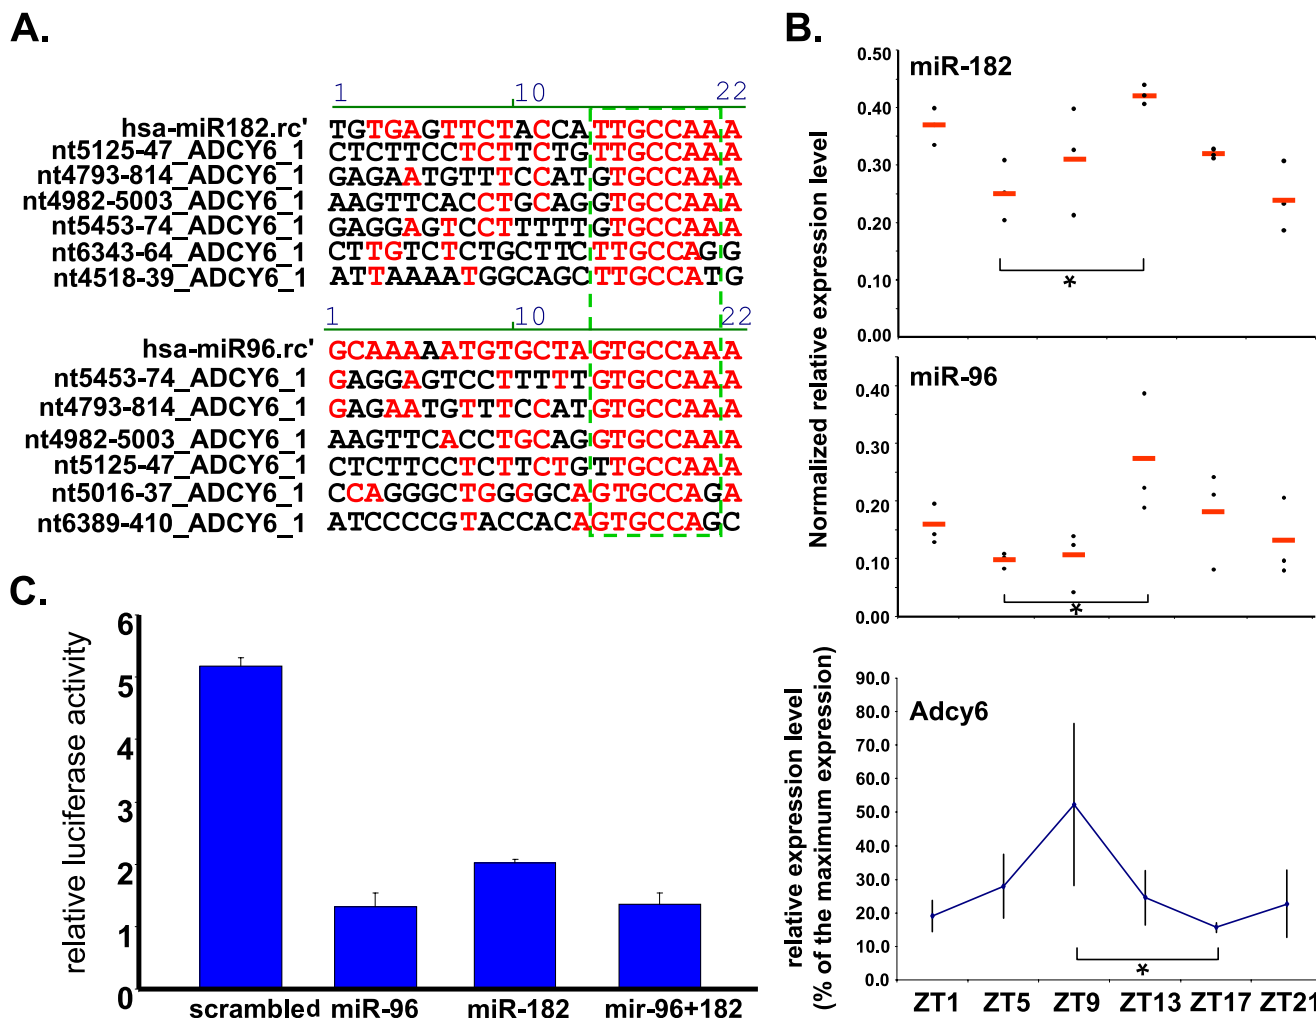 A.
1 10 22
hsa-miR182.rc' TGTGAGTTCTACCATTGCCAAA
nt5125-47_ADCY6_1 CTCTTCCTCTTCTGTTGCCAAA
nt4793-814_ADCY6_1 GAGAATGTTTCCATGTGCCAAA
nt4982-5003_ADCY6_1 AAGTTCACCTGCAGGTGCCAAA
nt5453-74_ADCY6_1 GAGGAGTCCTTTTTGTGCCAAA
nt6343-64_ADCY6_1 CTTGTCTCTGCTTCTTGCCAGG
nt4518-39_ADCY6_1 ATTAAAATGGCAGCTTGCCATG
1 10 22
hsa-miR96.rc' GCAAAAATGTGCTAGTGCCAAA
nt5453-74_ADCY6_1 GAGGAGTCCTTTTTGTGCCAAA
nt4793-814_ADCY6_1 GAGAATGTTTCCATGTGCCAAA
nt4982-5003_ADCY6_1 AAGTTCACCTGCAGGTGCCAAA
nt5125-47_ADCY6_1 CTCTTCCTCTTCTGTTGCCAAA
nt5016-37_ADCY6_1 CCAGGGCTGGGGCAGTGCCAGA
nt6389-410_ADCY6_1 ATCCCCGTACCACAGTGCCAGC
B.
Normalized relative expression level
miR-182
0.50
0.40
0.30
0.20
0.10
0.00
*
miR-96
0.40
0.30
0.20
0.10
0.00
*
relative expression level
(% of the maximum expression)
Adcy6
90.0
80.0
70.0
60.0
50.0
40.0
30.0
20.0
10.0
0.0
*
ZT1 ZT5 ZT9 ZT13 ZT17 ZT21
C.
relative luciferase activity
6
5
4
3
2
1
0
scrambled miR-96 miR-182 mir-96+182